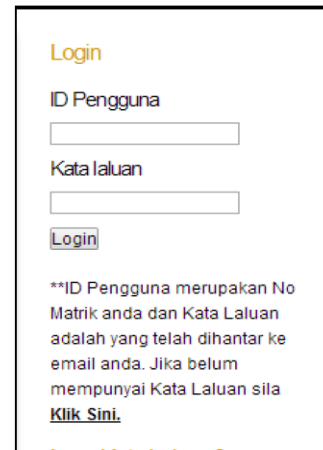 Login
ID Pengguna
Kata laluan
Login
**ID Pengguna merupakan No
Matrik anda dan Kata Laluan
adalah yang telah dihantar ke
email anda. Jika belum
mempunyai Kata Laluan sila
Klik Sini.